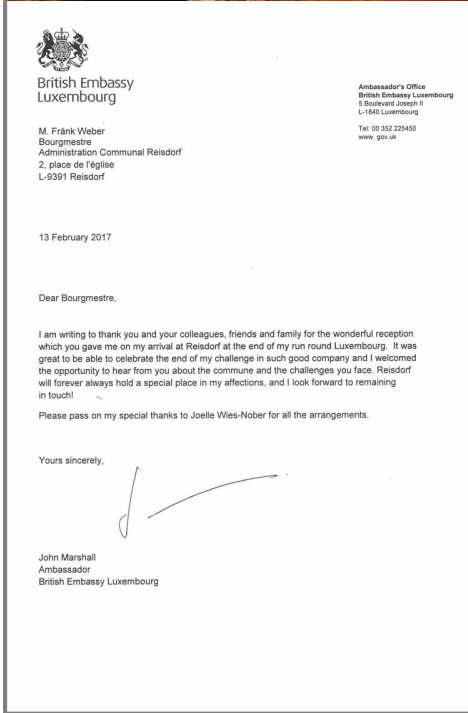 British Embassy
Luxembourg
Ambassador's Office
British Embassy Luxembourg
5 Boulevard Joseph II
L-1840 Luxembourg
Tel: 00 352 225450
www. gov.uk
M. Fränk Weber
Bourgmestre
Administration Communal Reisdorf
2, place de l'église
L-9391 Reisdorf
13 February 2017
Dear Bourgmestre,
I am writing to thank you and your colleagues, friends and family for the wonderful reception
which you gave me on my arrival at Reisdorf at the end of my run round Luxembourg. It was
great to be able to celebrate the end of my challenge in such good company and I welcomed
the opportunity to hear from you about the commune and the challenges you face. Reisdorf
will forever always hold a special place in my affections, and I look forward to remaining
in touch!
Please pass on my special thanks to Joelle Wies-Nober for all the arrangements.
Yours sincerely,
John Marshall
Ambassador
British Embassy Luxembourg